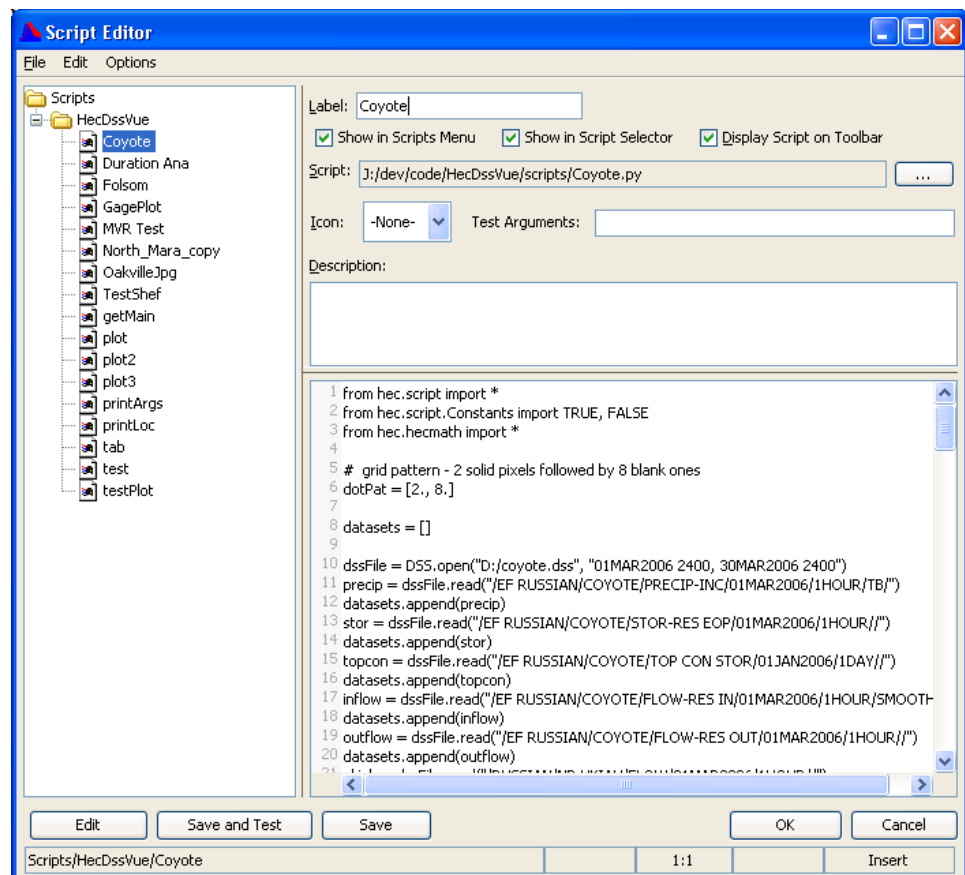 Script Editor
File Edit Options
Scripts
HecDssVue
Coyote
Duration Ana
Folsom
GagePlot
MVR Test
North_Mara_copy
OakvilleJpg
TestShef
getMain
plot
plot2
plot3
printArgs
printLoc
tab
test
testPlot
Label: Coyote
Show in Scripts Menu Show in Script Selector Display Script on Toolbar
Script: J:/dev/code/HecDssVue/scripts/Coyote.py ...
Icon: -None- Test Arguments:
Description:
1 from hec.script import *
2 from hec.script.Constants import TRUE, FALSE
3 from hec.hecmath import *
4
5 # grid pattern - 2 solid pixels followed by 8 blank ones
6 dotPat = [2., 8.]
7
8 datasets = []
9
10 dssFile = DSS.open("D:/coyote.dss", "01MAR2006 2400, 30MAR2006 2400")
11 precip = dssFile.read("/EF RUSSIAN/COYOTE/PRECIP-INC/01MAR2006/1HOUR/TB/")
12 datasets.append(precip)
13 stor = dssFile.read("/EF RUSSIAN/COYOTE/STOR-RES EOP/01MAR2006/1HOUR//")
14 datasets.append(stor)
15 topcon = dssFile.read("/EF RUSSIAN/COYOTE/TOP CON STOR/01JAN2006/1DAY//")
16 datasets.append(topcon)
17 inflow = dssFile.read("/EF RUSSIAN/COYOTE/FLOW-RES IN/01MAR2006/1HOUR/SMOOTH
18 datasets.append(inflow)
19 outflow = dssFile.read("/EF RUSSIAN/COYOTE/FLOW-RES OUT/01MAR2006/1HOUR//")
20 datasets.append(outflow)
Edit Save and Test Save OK Cancel
Scripts/HecDssVue/Coyote 1:1 Insert